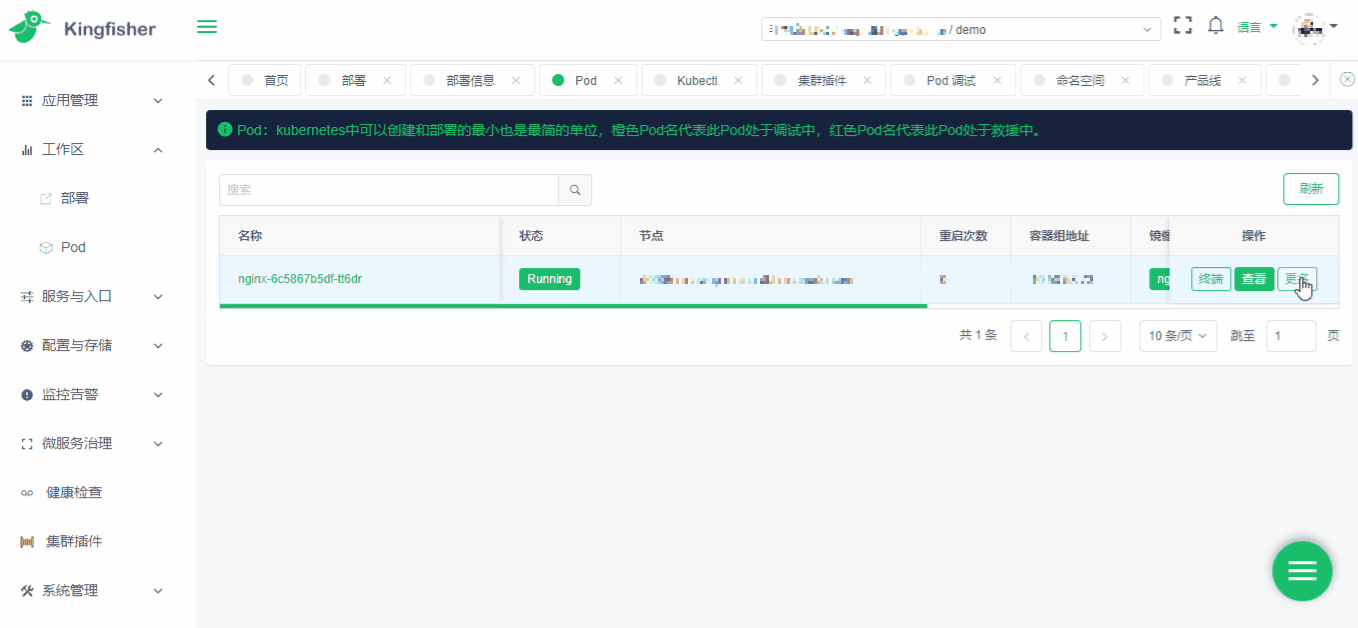 Kingfisher
/ demo
语言
首页
部署
部署信息
Pod
Kubectl
集群插件
Pod 调试
命名空间
产品线
应用管理
工作区
部署
Pod
服务与入口
配置与存储
监控告警
微服务治理
健康检查
集群插件
系统管理
Pod：kubernetes中可以创建和部署的最小也是最简的单位，橙色Pod名代表此Pod处于调试中，红色Pod名代表此Pod处于救援中。
搜索
刷新
名称 状态 节点 重启次数 容器组地址 镜像 操作
nginx-6c5867b5df-tt6dr Running ng 终端 查看 更多
共 1 条 1 10 条/页 跳至 1 页